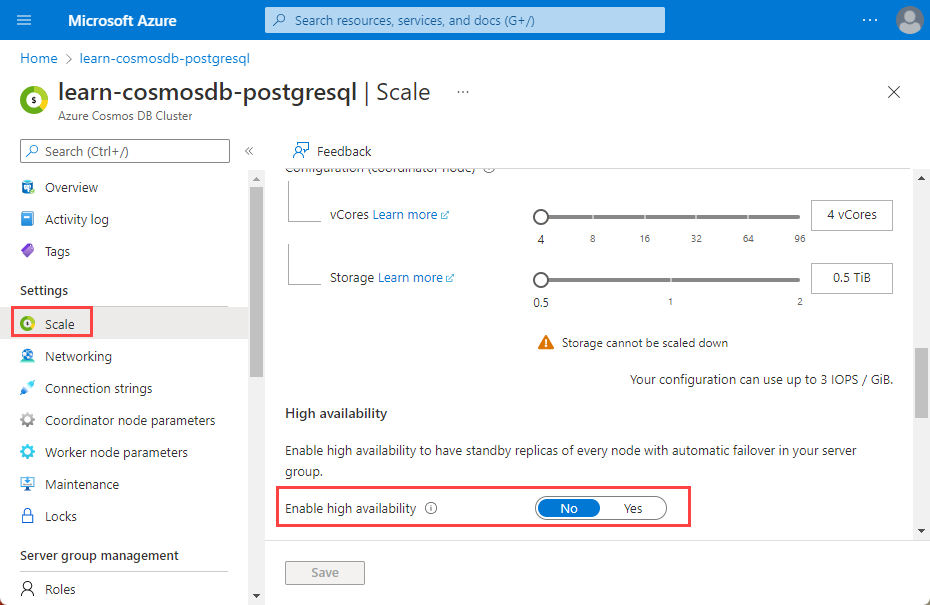 Microsoft Azure
Search resources, services, and docs (G+/)
Home > learn-cosmosdb-postgresql
learn-cosmosdb-postgresql | Scale
Azure Cosmos DB Cluster
Search (Ctrl+/)
Overview
Activity log
Tags
Settings
Scale
Networking
Connection strings
Coordinator node parameters
Worker node parameters
Maintenance
Locks
Server group management
Roles
Feedback
Configuration (coordinator node)
vCores Learn more
4 vCores
4 8 16 32 64 96
Storage Learn more
0.5 TiB
0.5 1 2
Storage cannot be scaled down
Your configuration can use up to 3 IOPS / GiB.
High availability
Enable high availability to have standby replicas of every node with automatic failover in your server
group.
Enable high availability
No Yes
Save